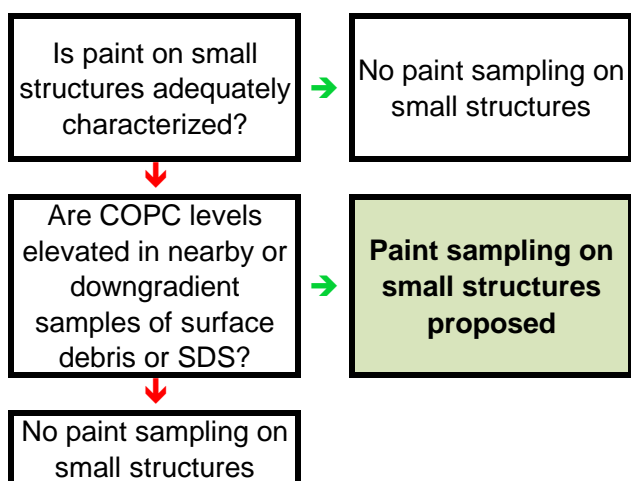 Is paint on small
structures adequately
characterized?
No paint sampling on
small structures
Are COPC levels
elevated in nearby or
downgradient
samples of surface
debris or SDS?
Paint sampling on
small structures
proposed
No paint sampling on
small structures